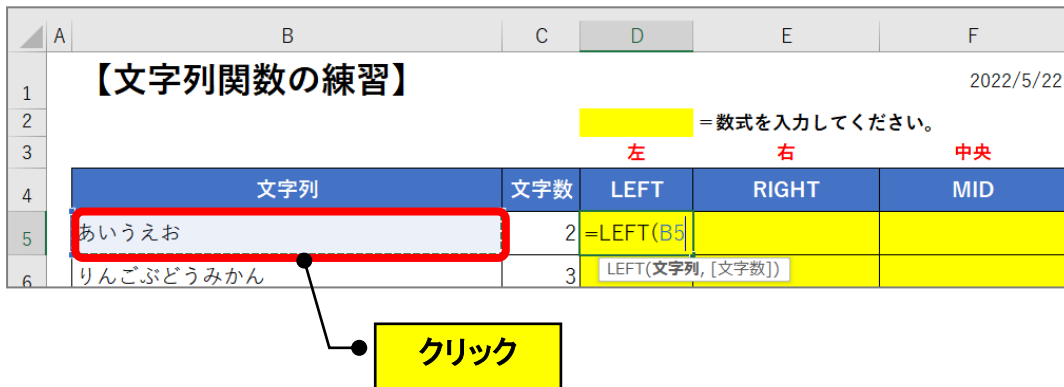 A B C D E F
1 【文字列関数の練習】 2022/5/22
2 ＝数式を入力してください。
3 左 右 中央
4 文字列 文字数 LEFT RIGHT MID
5 あいうえお 2 =LEFT(B5
LEFT(文字列, [文字数])
6 りんごぶどうみかん 3
クリック